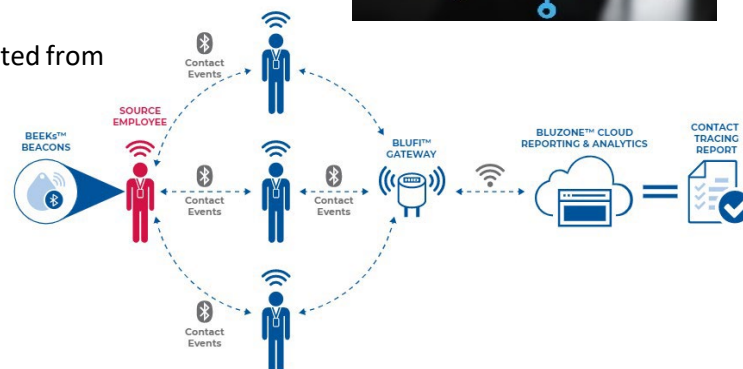 ted from
Contact
Events
SOURCE
EMPLOYEE
BEEKs™
BEACONS
Contact
Events
Contact
Events
BLUFI™
GATEWAY
BLUZONE™ CLOUD
REPORTING & ANALYTICS
CONTACT
TRACING
REPORT
Contact
Events